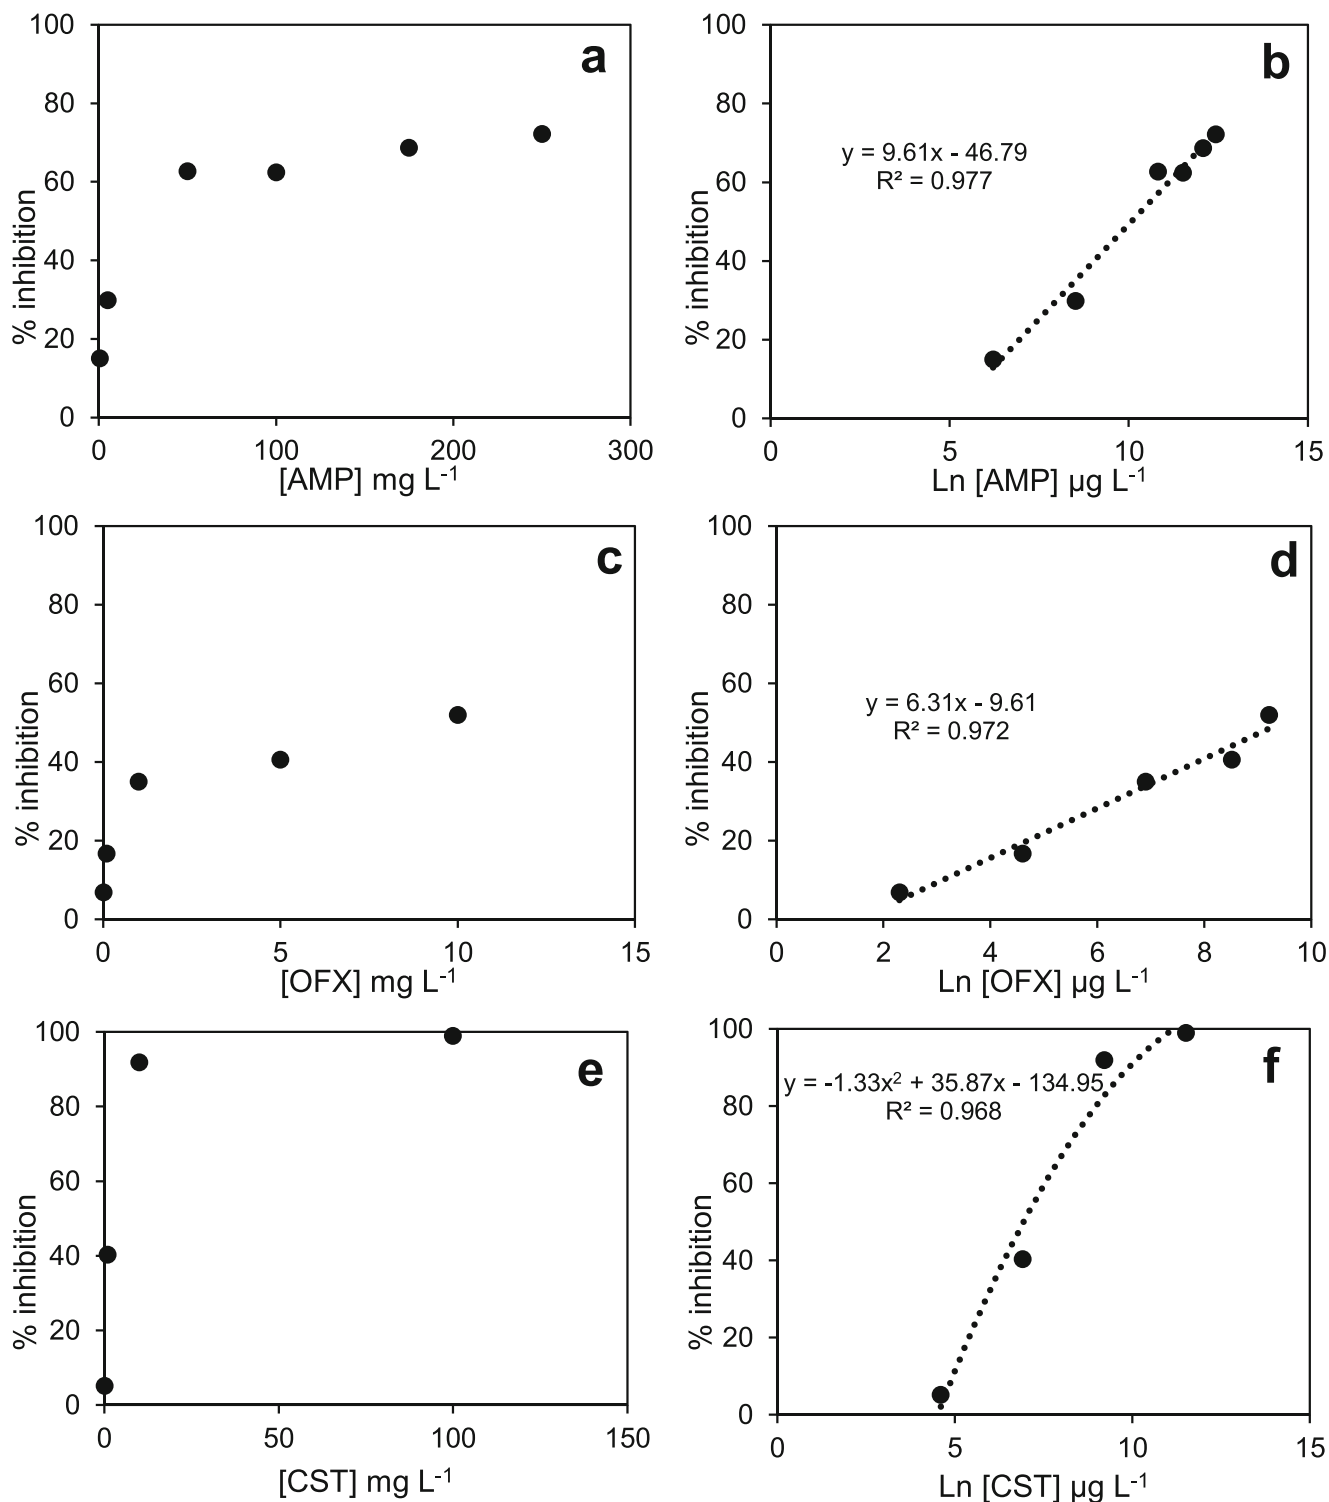 a
100
80
60
40
20
0
% inhibition
0 100 200 300
[AMP] mg L⁻¹
b
100
80
60
40
20
0
% inhibition
y = 9.61x - 46.79
R² = 0.977
0 5 10 15
Ln [AMP] µg L⁻¹
c
100
80
60
40
20
0
% inhibition
0 5 10 15
[OFX] mg L⁻¹
d
100
80
60
40
20
0
% inhibition
y = 6.31x - 9.61
R² = 0.972
0 2 4 6 8 10
Ln [OFX] µg L⁻¹
e
100
80
60
40
20
0
% inhibition
0 50 100 150
[CST] mg L⁻¹
f
100
80
60
40
20
0
% inhibition
y = -1.33x² + 35.87x - 134.95
R² = 0.968
5 10 15
Ln [CST] µg L⁻¹